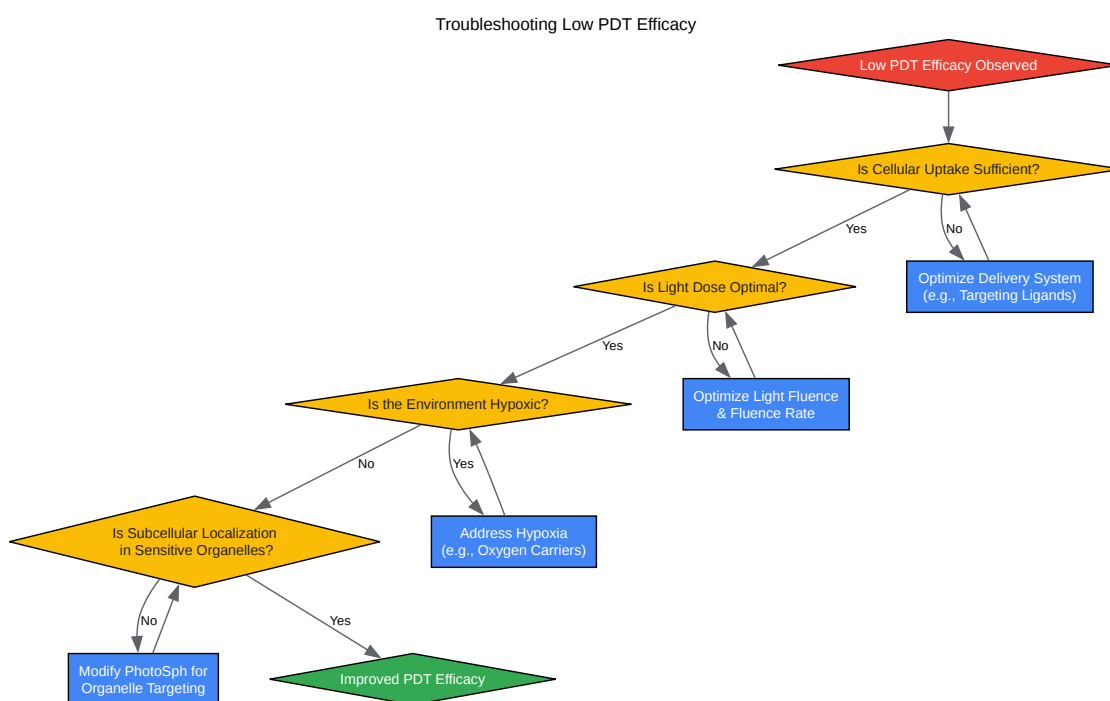 Troubleshooting Low PDT Efficacy
Low PDT Efficacy Observed
Is Cellular Uptake Sufficient?
Yes
No
Optimize Delivery System
(e.g., Targeting Ligands)
Is Light Dose Optimal?
Yes
No
Optimize Light Fluence
& Fluence Rate
Is the Environment Hypoxic?
No
Yes
Address Hypoxia
(e.g., Oxygen Carriers)
Is Subcellular Localization
in Sensitive Organelles?
No
Yes
Modify PhotoSph for
Organelle Targeting
Improved PDT Efficacy